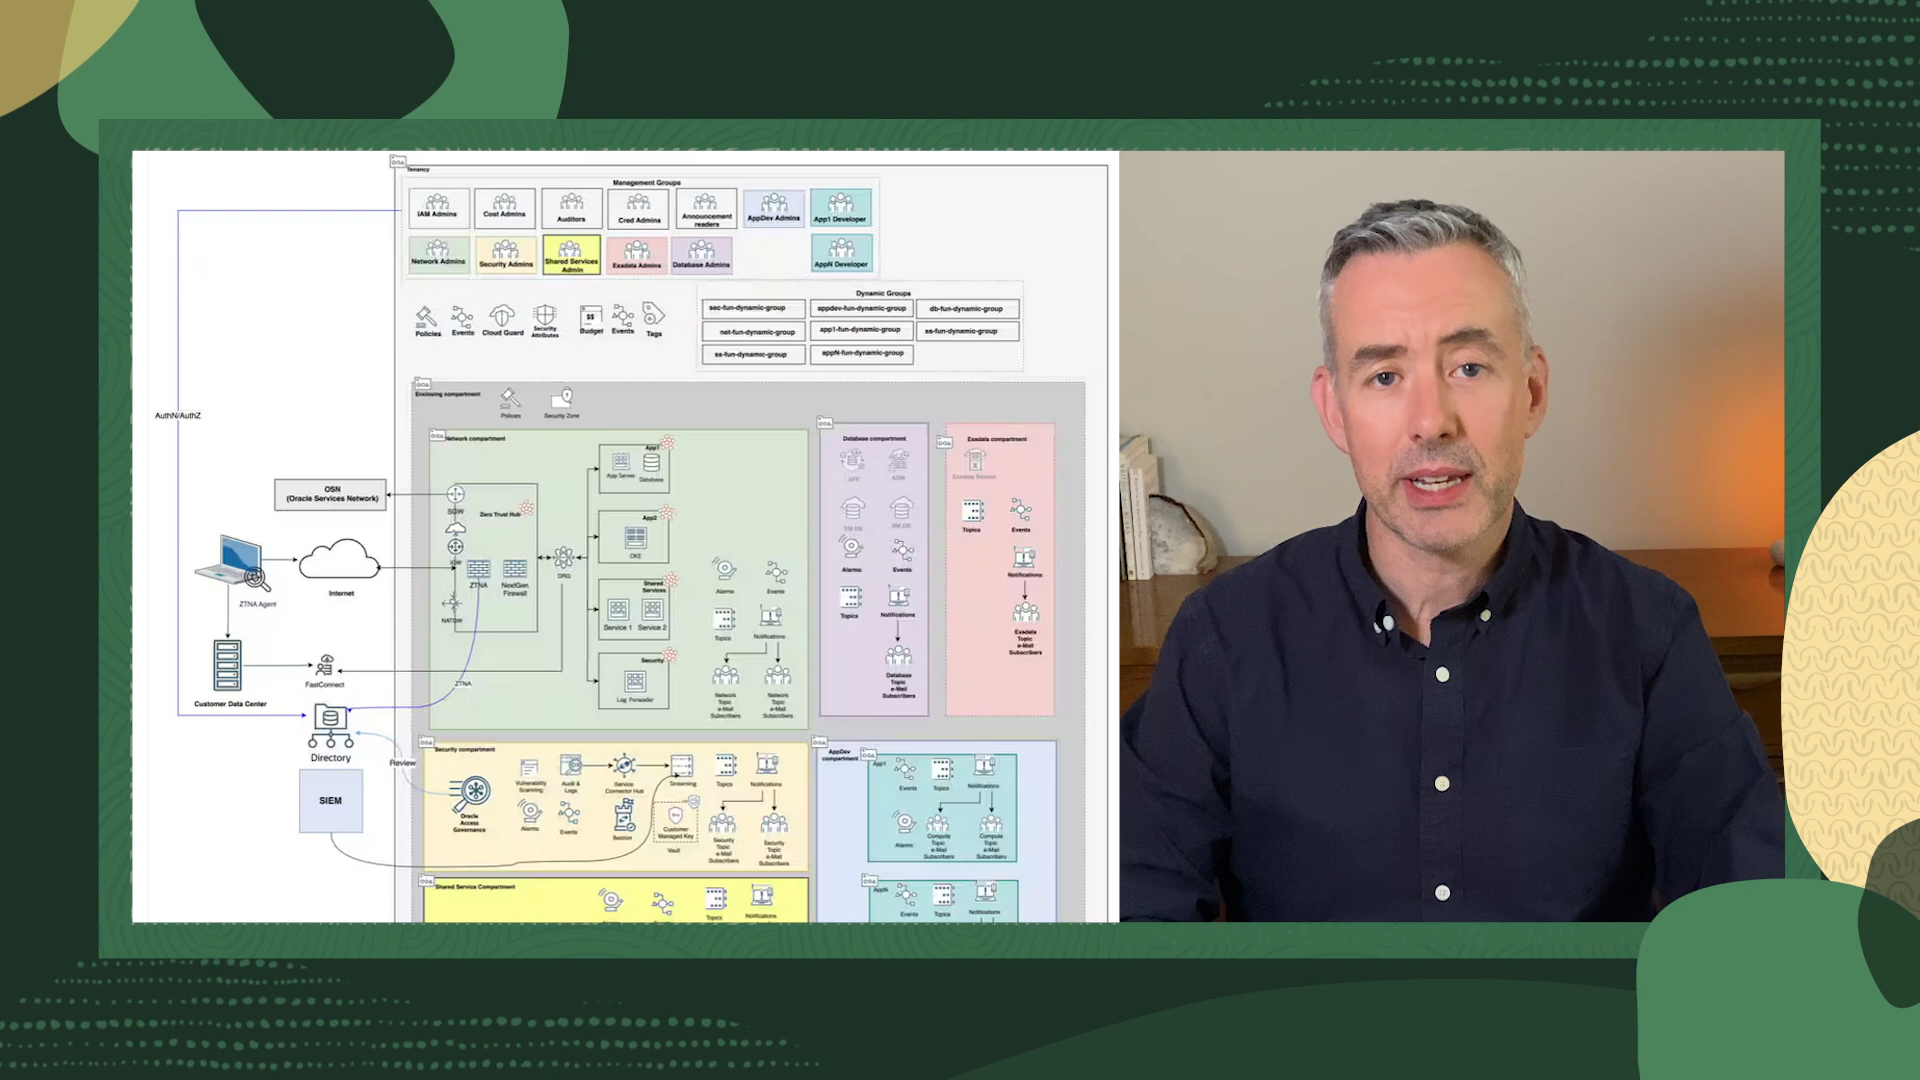 Tenancy
Management Groups
IAM Admins
Cost Admins
Auditors
Cred Admins
Announcement
readers
AppDev Admins
App1 Developer
Network Admins
Security Admins
Shared Services
Admin
Exadata Admins
Database Admins
AppN Developer
Policies
Events
Cloud Guard
Security
Attributes
Budget
Events
Tags
Dynamic Groups
sec-fun-dynamic-group
appdev-fun-dynamic-group
db-fun-dynamic-group
net-fun-dynamic-group
app1-fun-dynamic-group
ss-fun-dynamic-group
ss-fun-dynamic-group
appN-fun-dynamic-group
Enclosing compartment
Policies
Security Zone
AuthN/AuthZ
Network compartment
App1
App Server
Database
OSN
(Oracle Services Network)
SGW
Zero Trust Hub
App2
OKE
IGW
ZTNA
NextGen
Firewall
DRG
ZTNA Agent
Internet
NATGW
Shared
Services
Service 1
Service 2
Security
Log Forwader
Alarms
Events
Topics
Notifications
Network
Topic
e-Mail
Subscribers
Network
Topic
e-Mail
Subscribers
FastConnect
ZTNA
Customer Data Center
Directory
Review
SIEM
Database compartment
Alarms
Events
Topics
Notifications
Database
Topic
e-Mail
Subscribers
Exadata compartment
Topics
Events
Notifications
Exadata
Topic
e-Mail
Subscribers
Security compartment
Oracle
Access
Governance
Vulnerability
Scanning
Audit &
Logs
Service
Connector Hub
Streaming
Topics
Notifications
Alarms
Events
Bastion
Customer
Managed Key
Vault
Security
Topic
e-Mail
Subscribers
Security
Topic
e-Mail
Subscribers
AppDev
compartment
App1
Events
Topics
Notifications
Alarms
Compute
Topic
e-Mail
Subscribers
Compute
Topic
e-Mail
Subscribers
Shared Service Compartment
Topics
Notifications
AppN
Events
Topics
Notifications